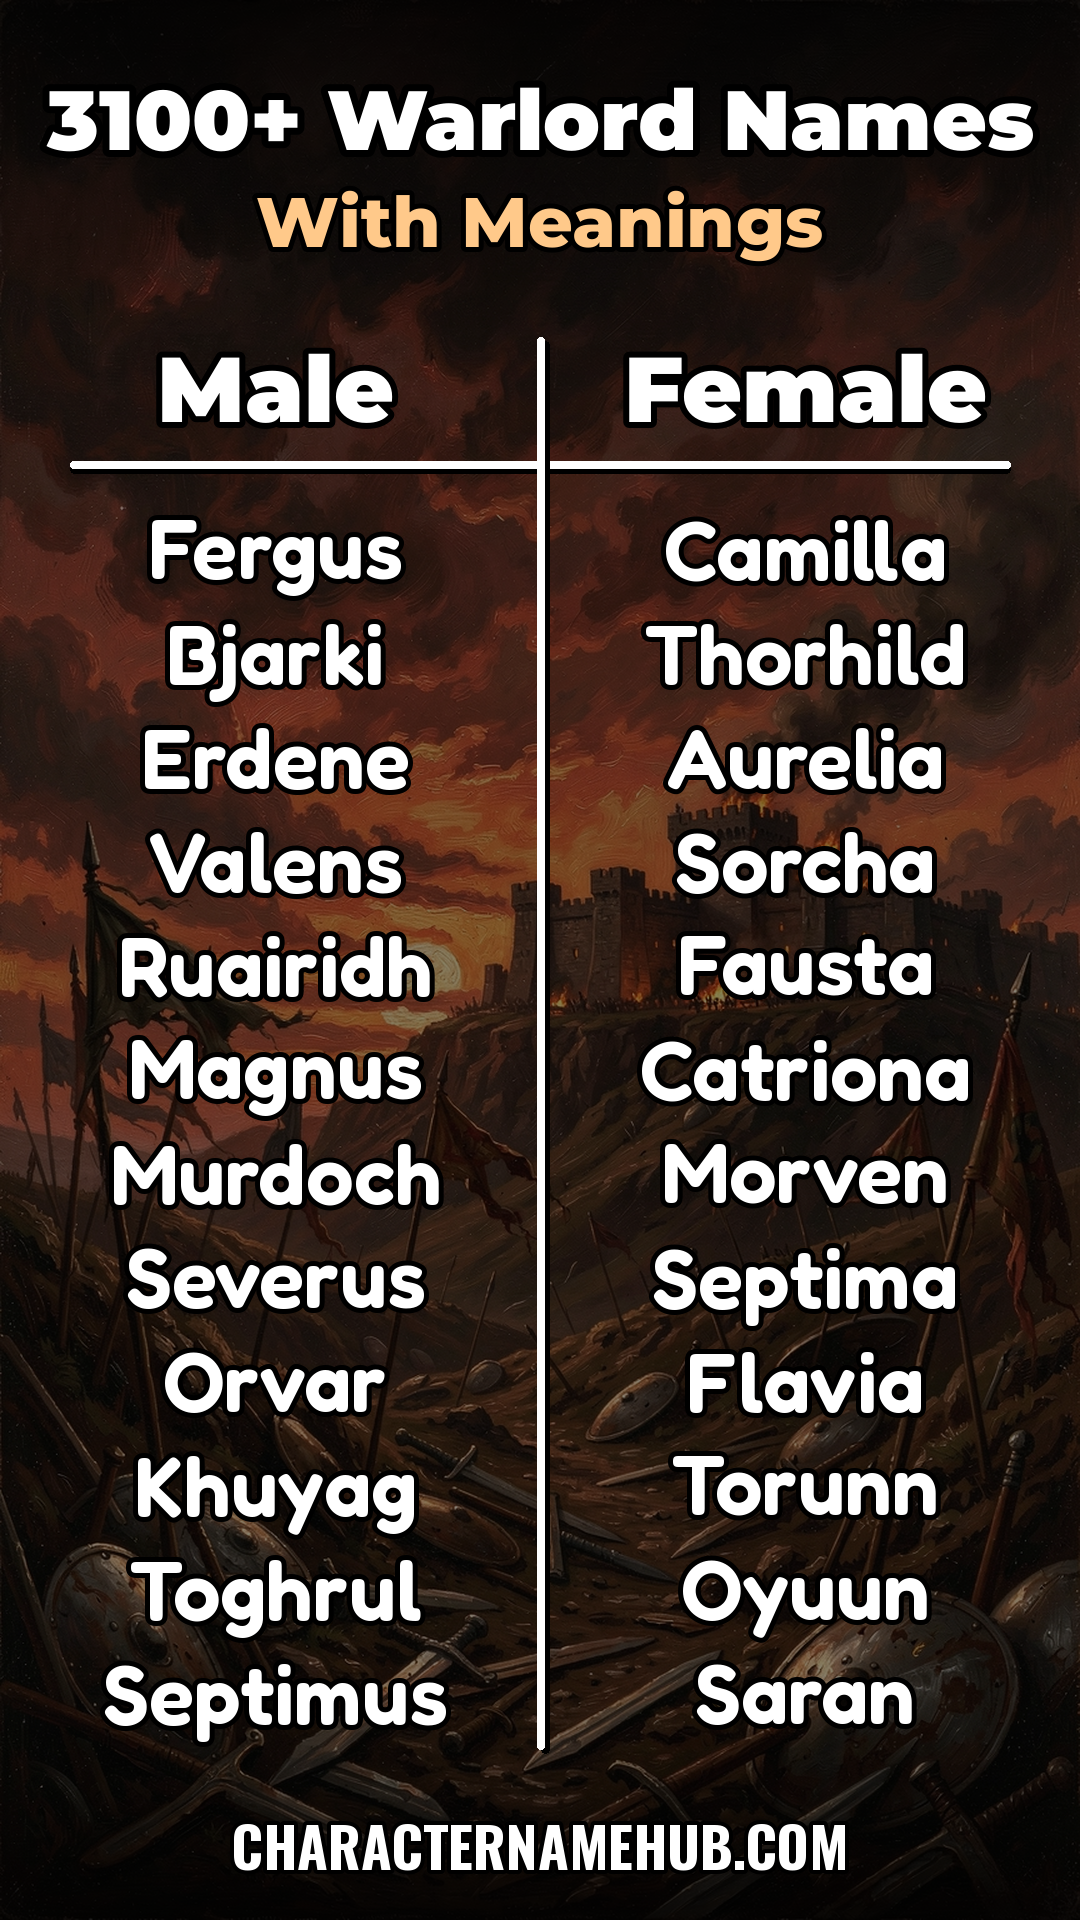 3100+ Warlord Names
With Meanings
Male Female
Fergus Camilla
Bjarki Thorhild
Erdene Aurelia
Valens Sorcha
Ruairidh Fausta
Magnus Catriona
Murdoch Morven
Severus Septima
Orvar Flavia
Khuyag Torunn
Toghrul Oyuun
Septimus Saran
CHARACTERNAMEHUB.COM